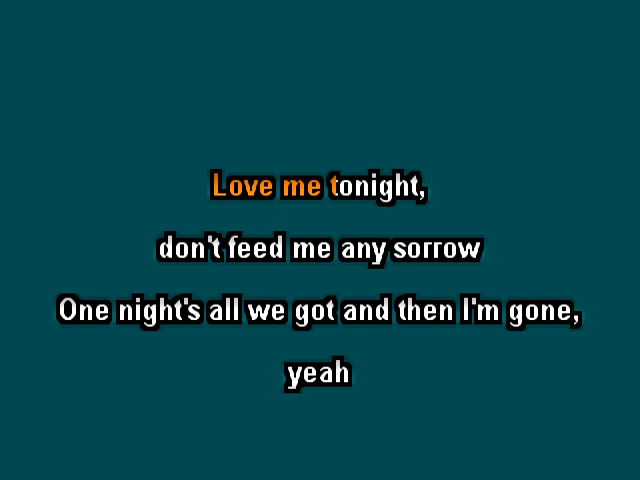 Love me tonight,
don't feed me any sorrow
One night's all we got and then I'm gone,
yeah